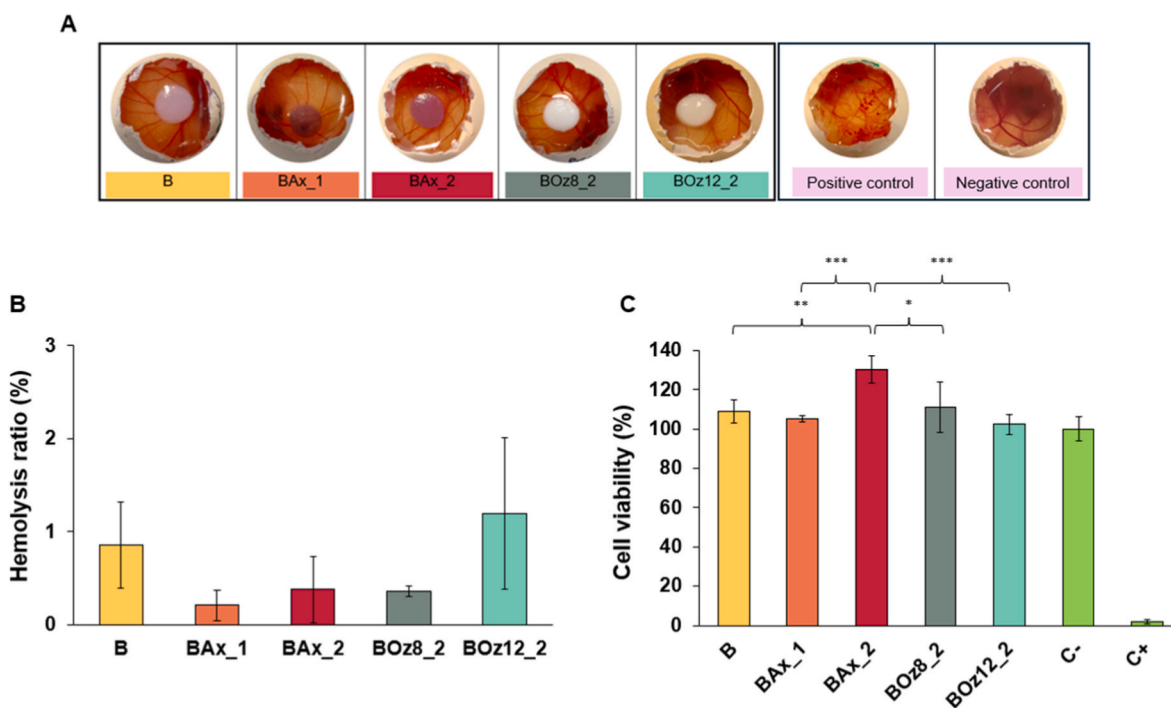 A
B BAx_1 BAx_2 BOz8_2 BOz12_2 Positive control Negative control
B
Hemolysis ratio (%)
3
2
1
0
B BAx_1 BAx_2 BOz8_2 BOz12_2
C
*** ***
** *
Cell viability (%)
140
120
100
80
60
40
20
0
B BAx_1 BAx_2 BOz8_2 BOz12_2 C- C+